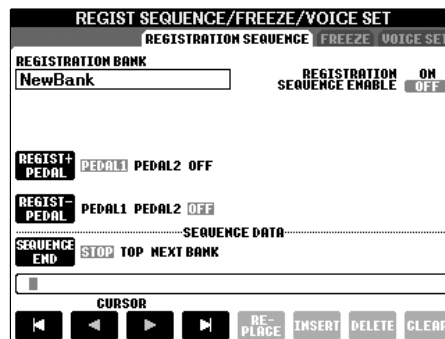 REGIST SEQUENCE/FREEZE/VOICE SET
REGISTRATION SEQUENCE FREEZE VOICE SET
REGISTRATION BANK
NewBank
REGISTRATION SEQUENCE ENABLE ON OFF
REGIST+ PEDAL PEDAL1 PEDAL2 OFF
REGIST- PEDAL PEDAL1 PEDAL2 OFF
SEQUENCE DATA
SEQUENCE END STOP TOP NEXT BANK
CURSOR
RE-PLACE INSERT DELETE CLEAR